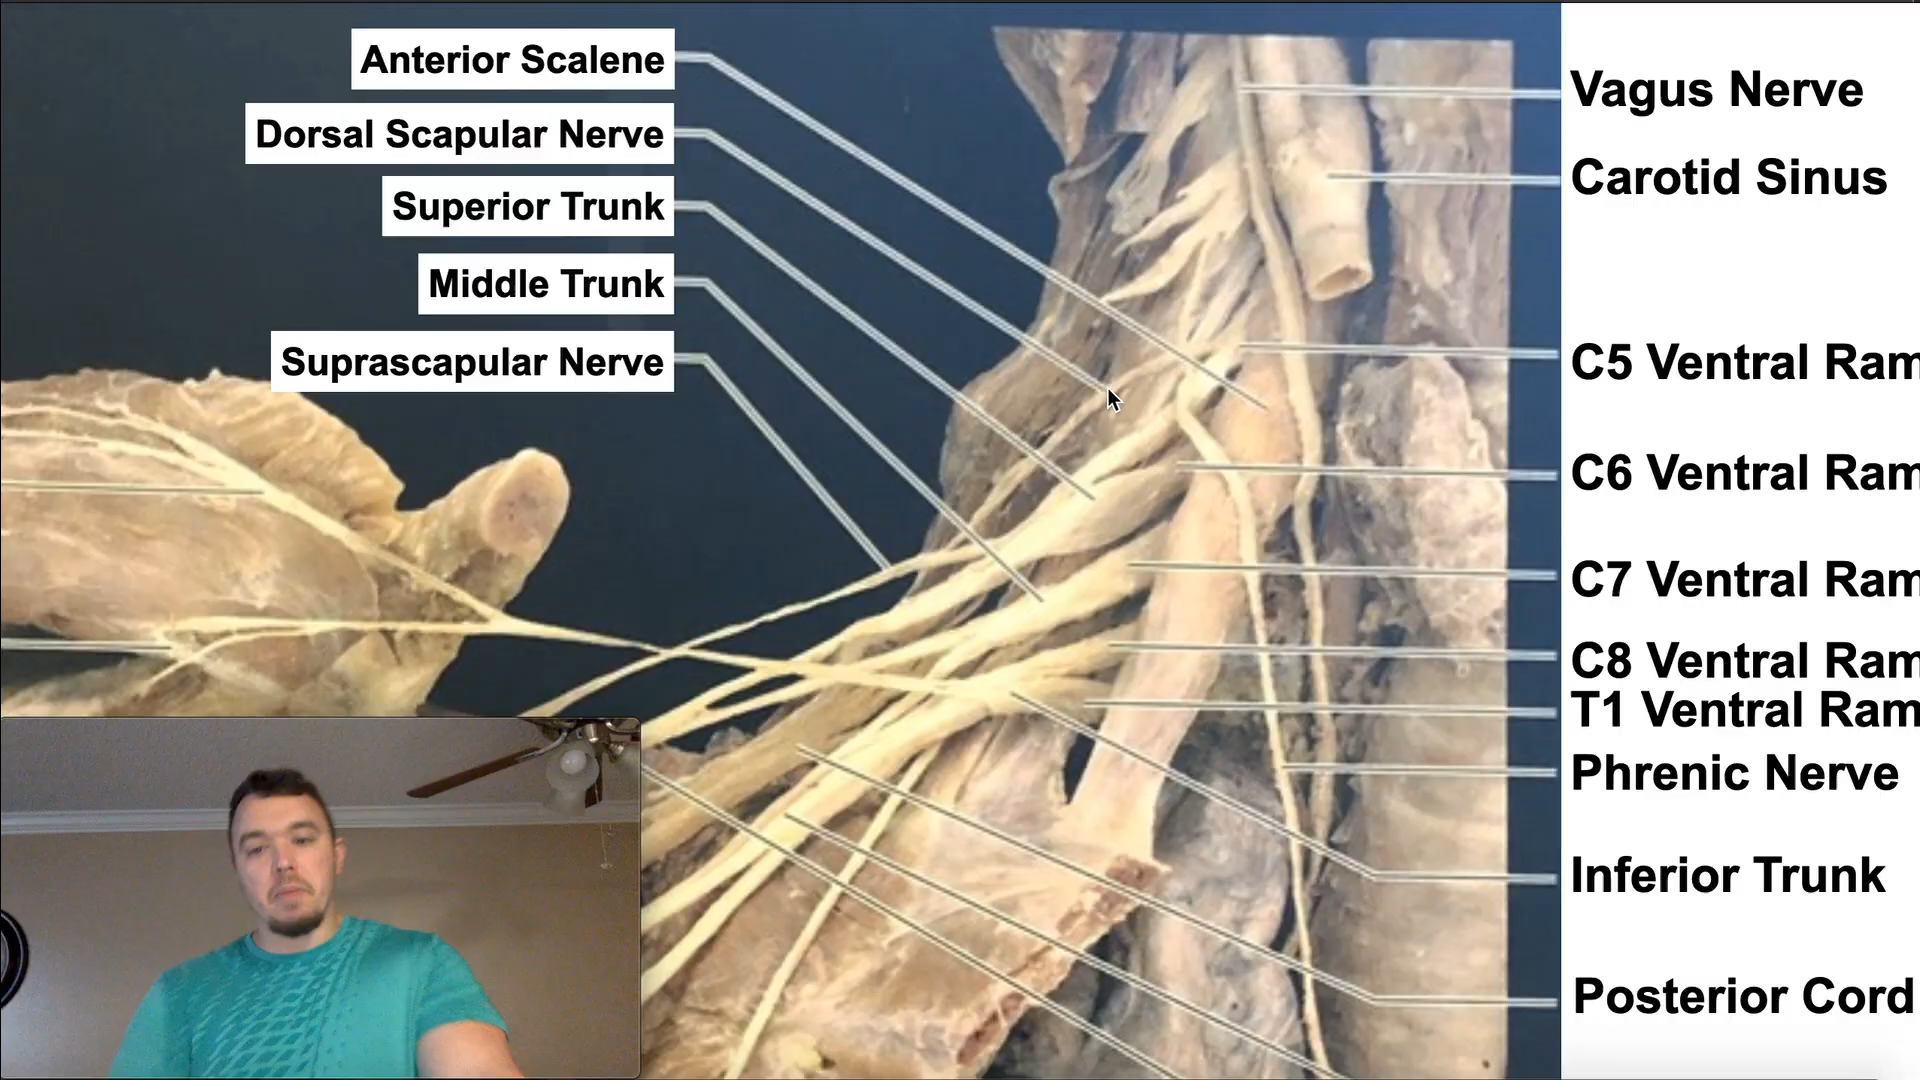 Anterior Scalene
Dorsal Scapular Nerve
Superior Trunk
Middle Trunk
Suprascapular Nerve
Vagus Nerve
Carotid Sinus
C5 Ventral Ram
C6 Ventral Ram
C7 Ventral Ram
C8 Ventral Ram
T1 Ventral Ram
Phrenic Nerve
Inferior Trunk
Posterior Cord